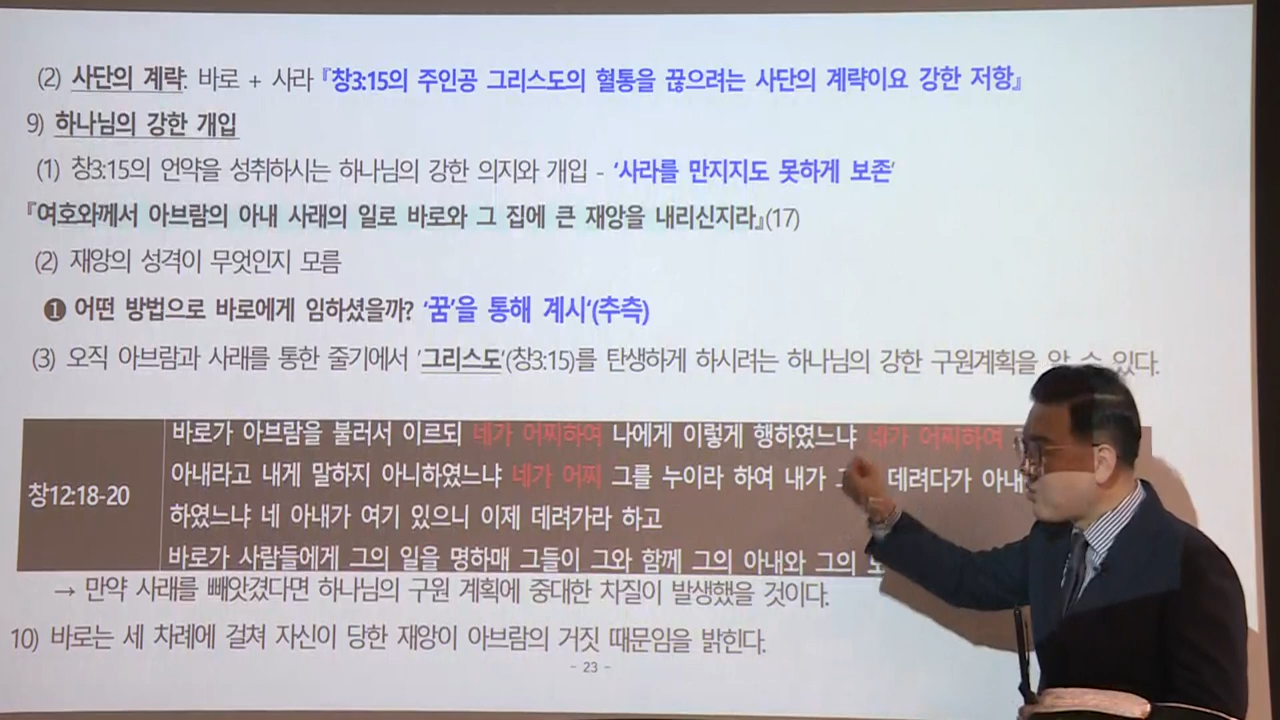 (2) 사단의 계략: 바로 + 사라 『창3:15의 주인공 그리스도의 혈통을 끊으려는 사단의 계략이요 강한 저항』
9) 하나님의 강한 개입
(1) 창3:15의 언약을 성취하시는 하나님의 강한 의지와 개입 - ‘사라를 만지지도 못하게 보존’
『여호와께서 아브람의 아내 사래의 일로 바로와 그 집에 큰 재앙을 내리신지라』(17)
(2) 재앙의 성격이 무엇인지 모름
❶ 어떤 방법으로 바로에게 임하셨을까? ‘꿈’을 통해 계시‘(추측)
(3) 오직 아브람과 사래를 통한 줄기에서 ‘그리스도’(창3:15)를 탄생하게 하시려는 하나님의 강한 구원계획을 알 수 있다.
바로가 아브람을 불러서 이르되 네가 어찌하여 나에게 이렇게 행하였느냐 네가 어찌하여
아내라고 내게 말하지 아니하였느냐 네가 어찌 그를 누이라 하여 내가 데려다가 아내
창12:18-20
하였느냐 네 아내가 여기 있으니 이제 데려가라 하고
바로가 사람들에게 그의 일을 명하매 그들이 그와 함께 그의 아내와 그의
→ 만약 사래를 빼앗겼다면 하나님의 구원 계획에 중대한 차질이 발생했을 것이다.
10) 바로는 세 차례에 걸쳐 자신이 당한 재앙이 아브람의 거짓 때문임을 밝힌다.
- 23 -